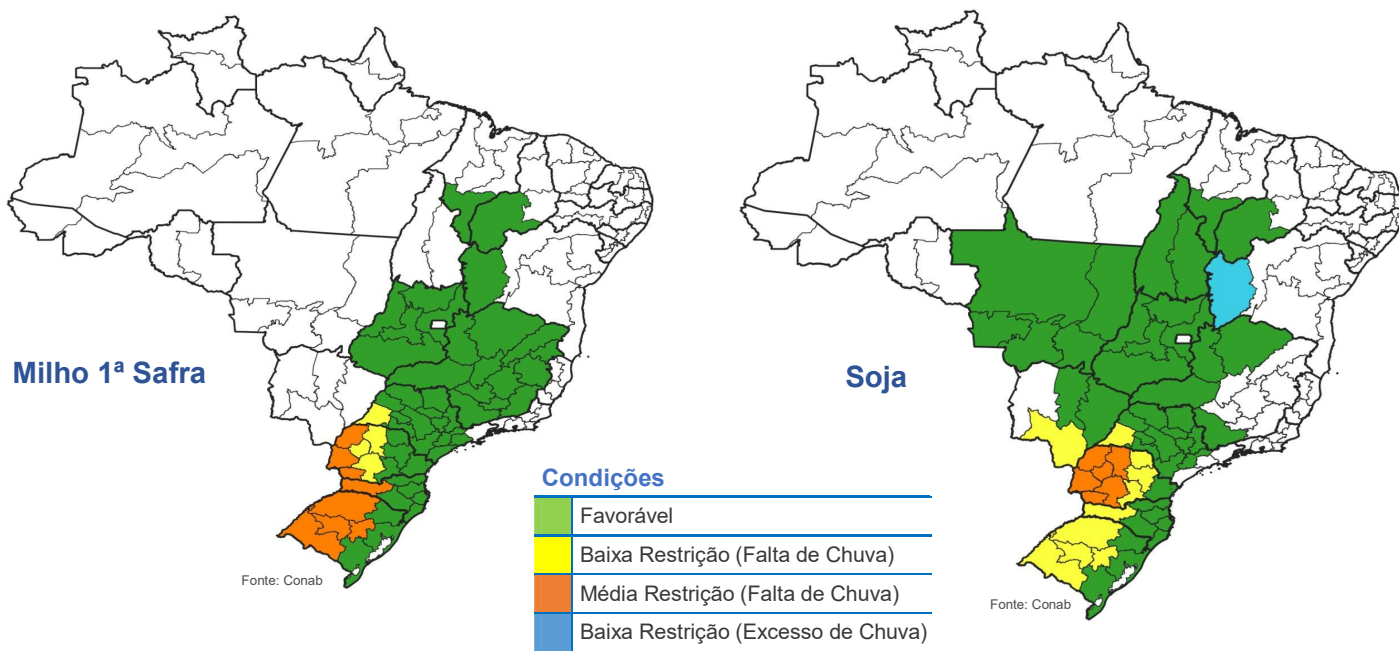 Milho 1ª Safra
Fonte: Conab
Soja
Fonte: Conab
Condições
Favorável
Baixa Restrição (Falta de Chuva)
Média Restrição (Falta de Chuva)
Baixa Restrição (Excesso de Chuva)